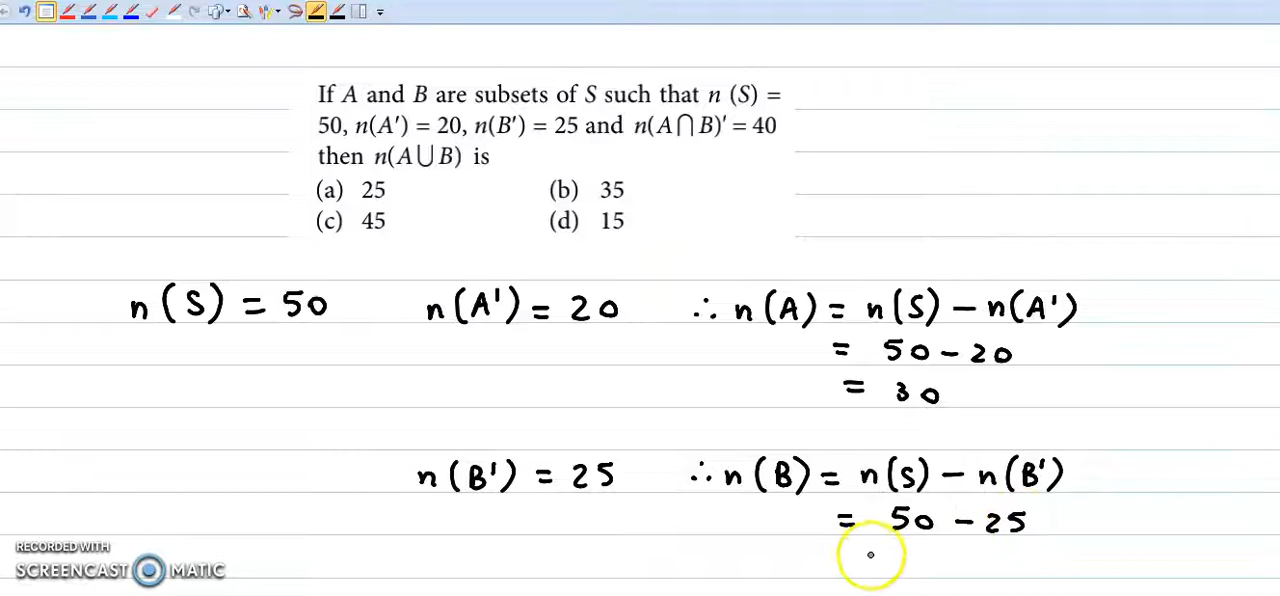 If A and B are subsets of S such that n (S) =
50, n(A′) = 20, n(B′) = 25 and n(A⋂B)′ = 40
then n(A⋃B) is
(a) 25 (b) 35
(c) 45 (d) 15
n(S) = 50 n(A') = 20 ∴ n(A) = n(S) − n(A')
= 50 − 20
= 30
n(B') = 25 ∴ n(B) = n(S) − n(B')
= 50 − 25
RECORDED WITH
SCREENCAST MATIC